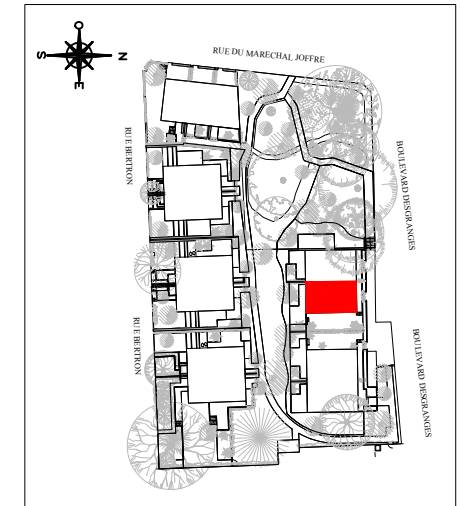 RUE DU MARECHAL JOFFRE
O
S
N
E
RUE BERTRON
BOULEVARD DESGRANGES
RUE BERTRON
BOULEVARD DESGRANGES